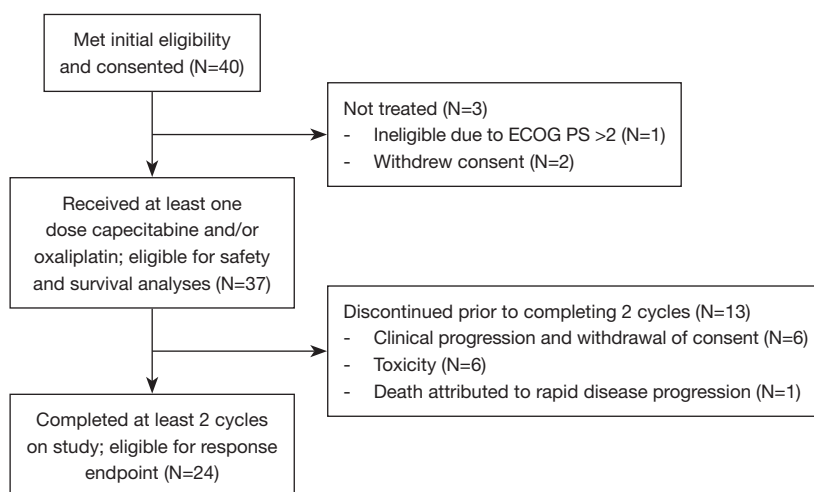 Met initial eligibility
and consented (N=40)
Not treated (N=3)
- Ineligible due to ECOG PS >2 (N=1)
- Withdrew consent (N=2)
Received at least one
dose capecitabine and/or
oxaliplatin; eligible for safety
and survival analyses (N=37)
Discontinued prior to completing 2 cycles (N=13)
- Clinical progression and withdrawal of consent (N=6)
- Toxicity (N=6)
- Death attributed to rapid disease progression (N=1)
Completed at least 2 cycles
on study; eligible for response
endpoint (N=24)